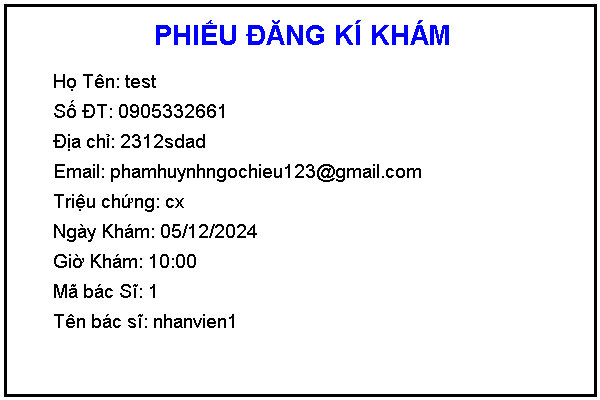 PHIẾU ĐĂNG KÍ KHÁM
Họ Tên: test
Số ĐT: 0905332661
Địa chỉ: 2312sdad
Email: phamhuynhngochieu123@gmail.com
Triệu chứng: cx
Ngày Khám: 05/12/2024
Giờ Khám: 10:00
Mã bác Sĩ: 1
Tên bác sĩ: nhanvien1